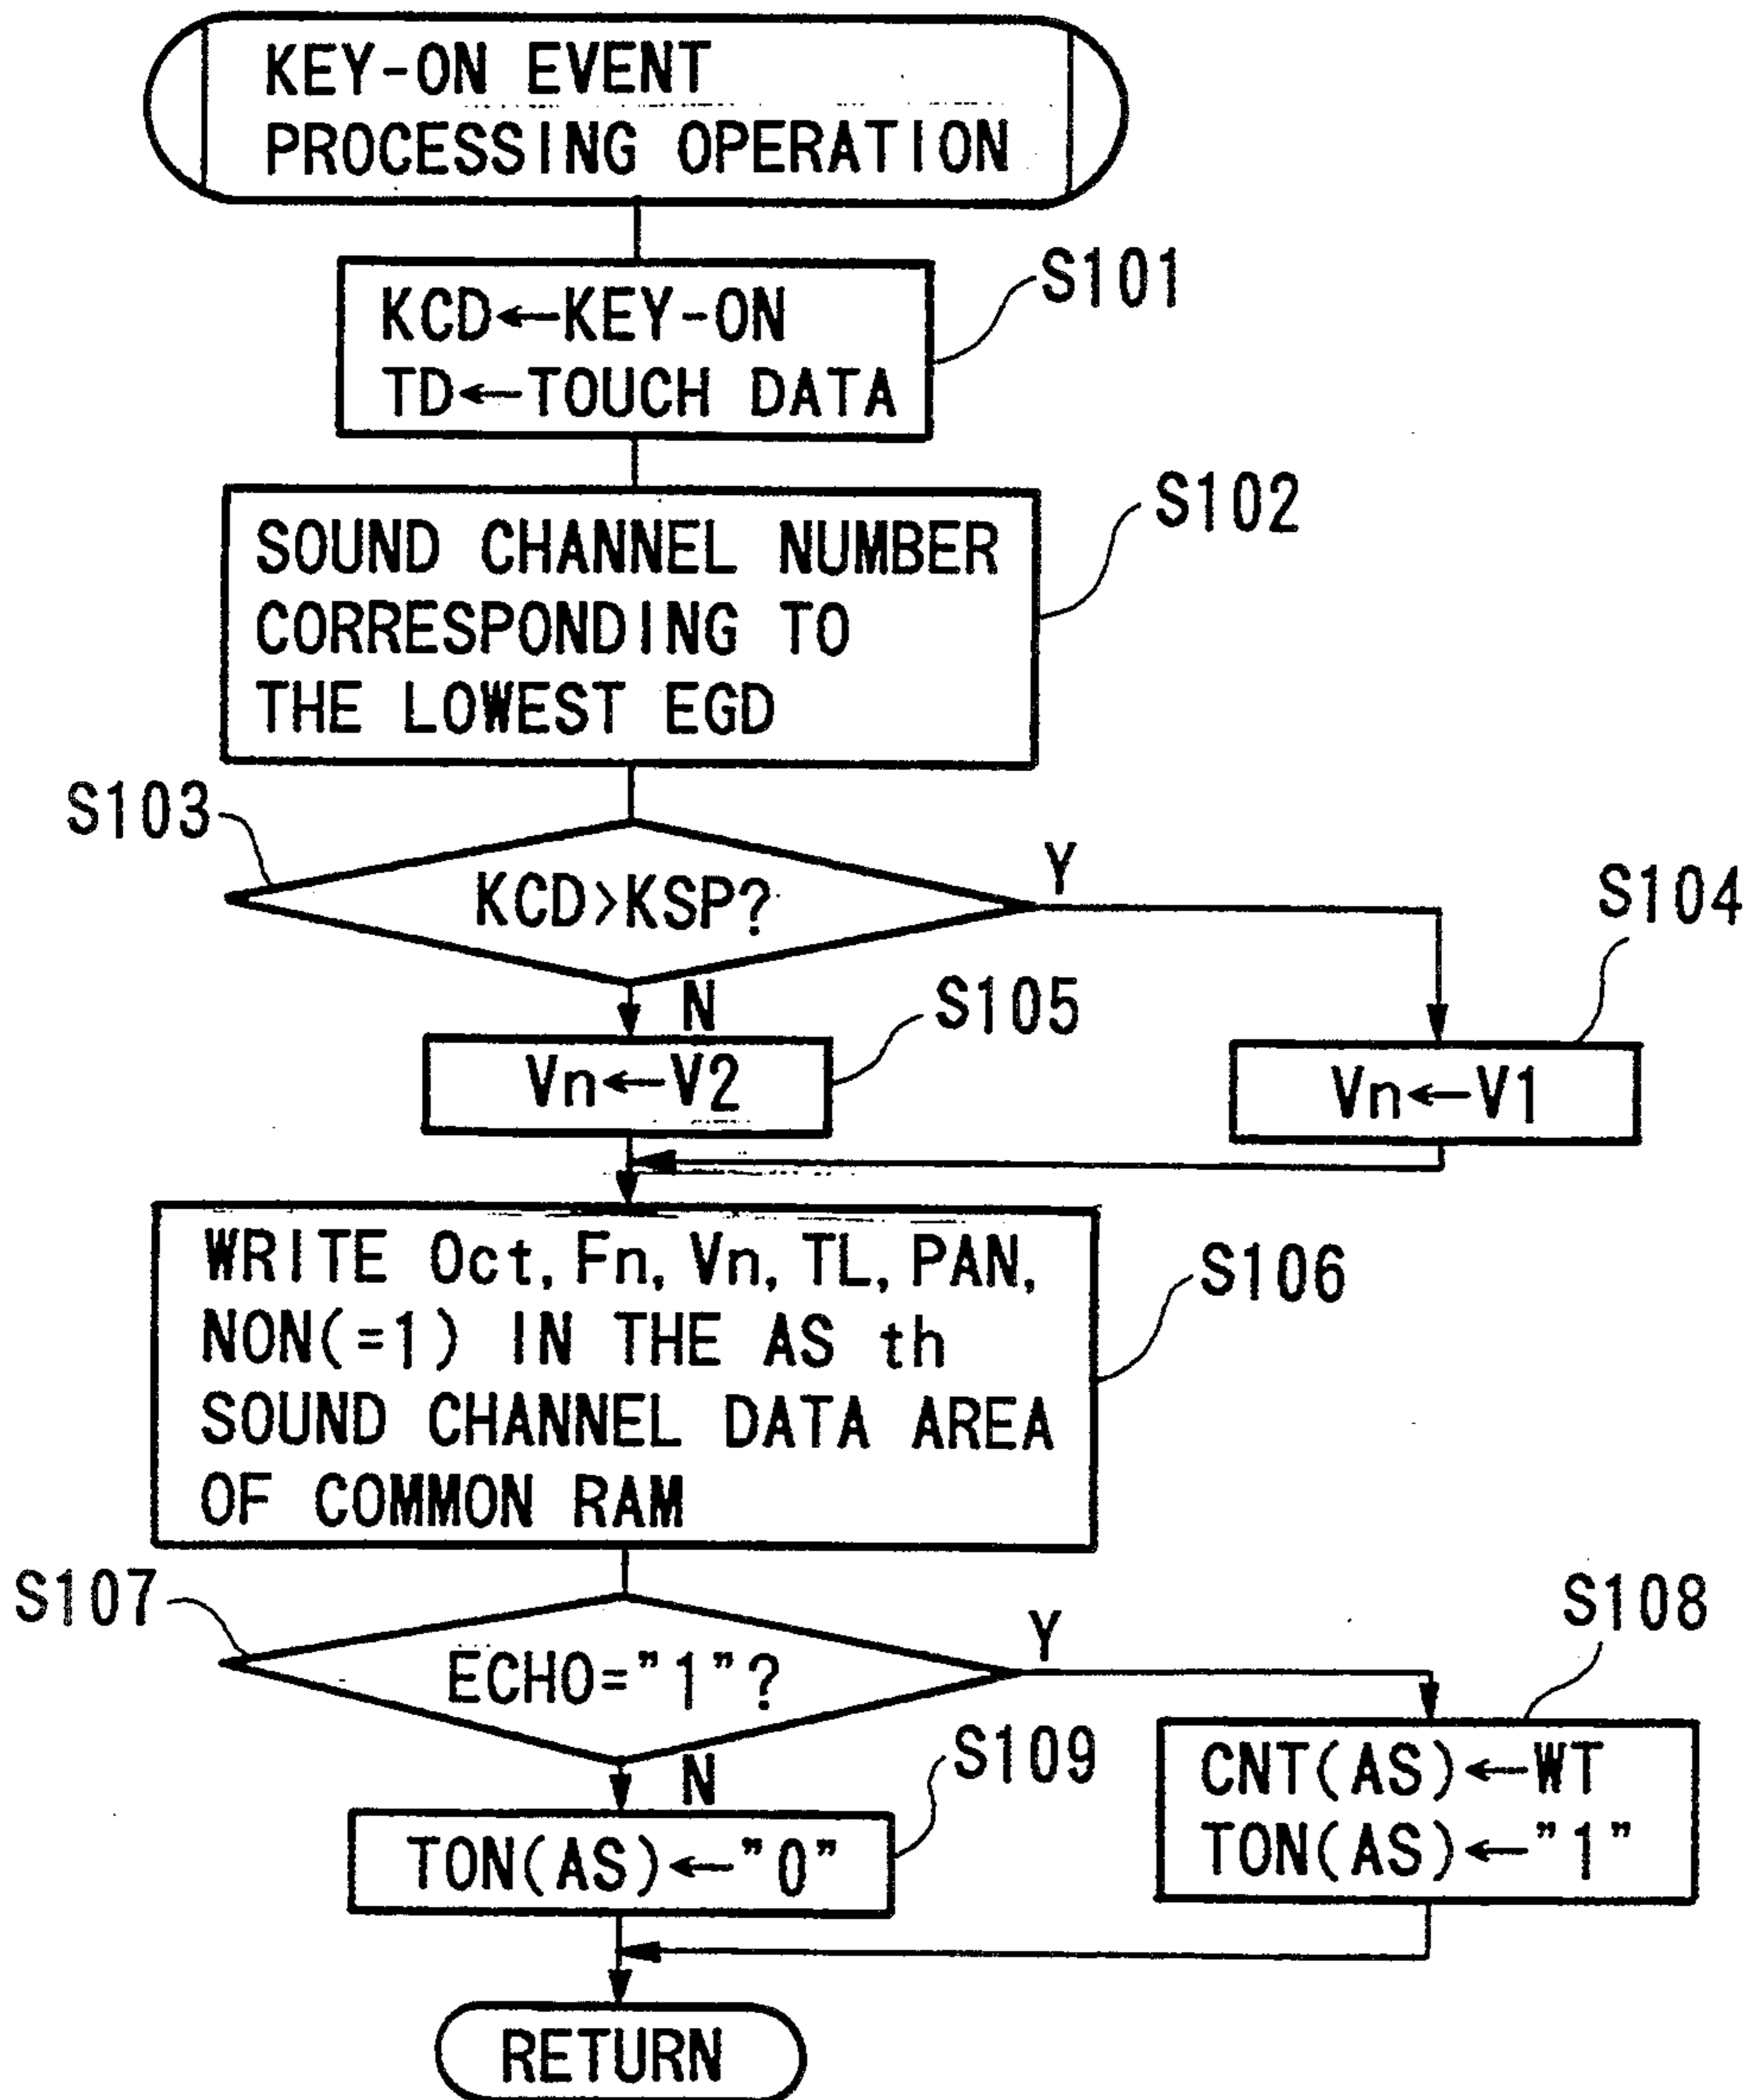 KEY-ON EVENT
PROCESSING OPERATION
S101
KCD←KEY-ON
TD←TOUCH DATA
S102
SOUND CHANNEL NUMBER
CORRESPONDING TO
THE LOWEST EGD
S103
KCD>KSP?
Y
S104
N
S105
Vn←V2
Vn←V1
WRITE Oct, Fn, Vn, TL, PAN,
NON(=1) IN THE AS th
SOUND CHANNEL DATA AREA
OF COMMON RAM
S106
S107
ECHO="1"?
Y
S108
N
S109
CNT(AS)←WT
TON(AS)←"1"
TON(AS)←"0"
RETURN